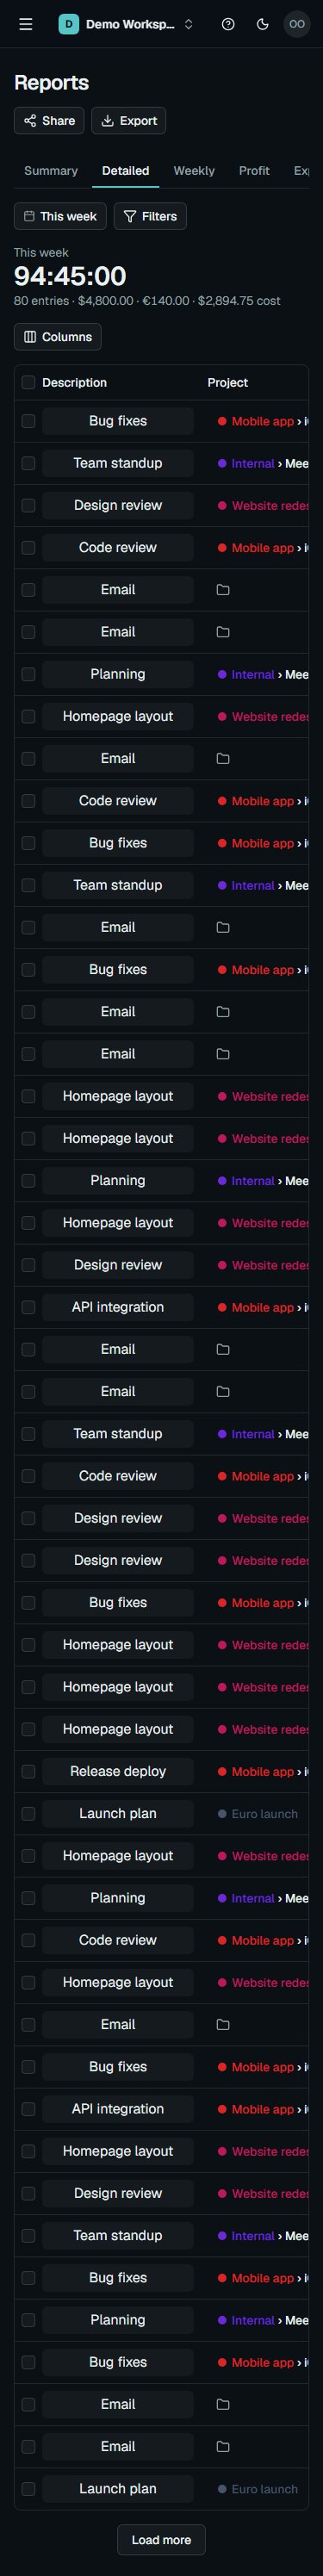 D Demo Worksp... OO
Reports
Share Export
Summary Detailed Weekly Profit Ex
This week Filters
This week
94:45:00
80 entries · $4,800.00 · €140.00 · $2,894.75 cost
Columns
Description Project
Bug fixes Mobile app › i
Team standup Internal › Mee
Design review Website rede
Code review Mobile app › i
Email
Email
Planning Internal › Mee
Homepage layout Website rede
Email
Code review Mobile app › i
Bug fixes Mobile app › i
Team standup Internal › Mee
Email
Bug fixes Mobile app › i
Email
Email
Homepage layout Website rede
Homepage layout Website rede
Planning Internal › Mee
Homepage layout Website rede
Design review Website rede
API integration Mobile app › i
Email
Email
Team standup Internal › Mee
Code review Mobile app › i
Design review Website rede
Design review Website rede
Bug fixes Mobile app › i
Homepage layout Website rede
Homepage layout Website rede
Homepage layout Website rede
Release deploy Mobile app › i
Launch plan Euro launch
Homepage layout Website rede
Planning Internal › Mee
Code review Mobile app › i
Homepage layout Website rede
Email
Bug fixes Mobile app › i
API integration Mobile app › i
Homepage layout Website rede
Design review Website rede
Team standup Internal › Mee
Bug fixes Mobile app › i
Planning Internal › Mee
Bug fixes Mobile app › i
Email
Email
Launch plan Euro launch
Load more